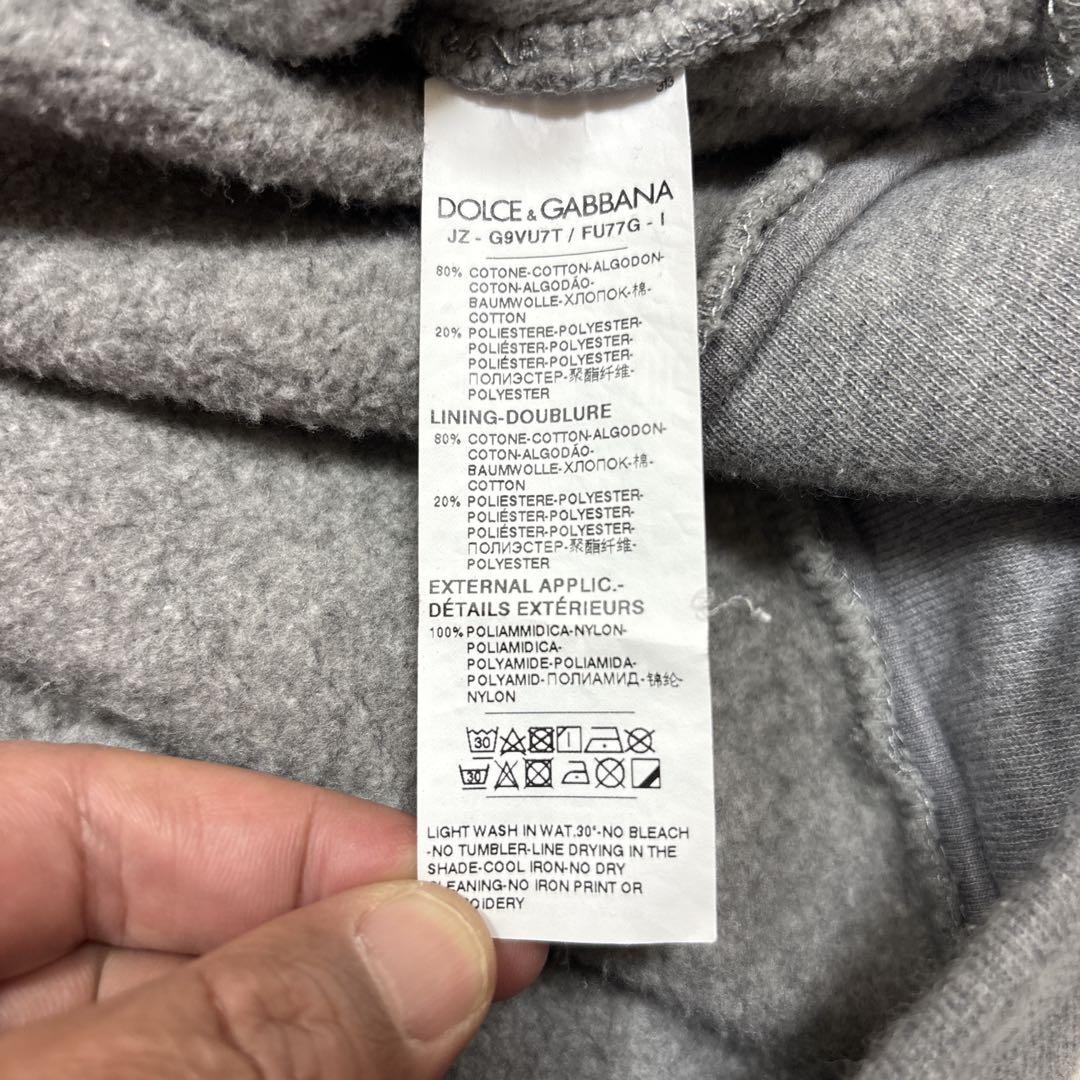 DOLCE & GABBANA
JZ - G9VU7T / FU77G - I
80% COTONE-COTTON-ALGODON-
COTON-ALGODÃO-
BAUMWOLLE-ХЛОПОК-棉-
COTTON
20% POLIESTERE-POLYESTER-
POLIÉSTER-POLYESTER-
POLIÉSTER-POLYESTER-
ПОЛИЭСТЕР-聚酯纤维-
POLYESTER
LINING-DOUBLURE
80% COTONE-COTTON-ALGODON-
COTON-ALGODÃO-
BAUMWOLLE-ХЛОПОК-棉-
COTTON
20% POLIESTERE-POLYESTER-
POLIÉSTER-POLYESTER-
POLIÉSTER-POLYESTER-
ПОЛИЭСТЕР-聚酯纤维-
POLYESTER
EXTERNAL APPLIC.-
DÉTAILS EXTÉRIEURS
100% POLIAMMIDICA-NYLON-
POLIAMIDICA-
POLYAMIDE-POLIAMIDA-
POLYAMID-ПОЛИАМИД-锦纶-
NYLON
30
30
LIGHT WASH IN WAT.30°-NO BLEACH
-NO TUMBLER-LINE DRYING IN THE
SHADE-COOL IRON-NO DRY
EANING-NO IRON PRINT OR
OIDERY